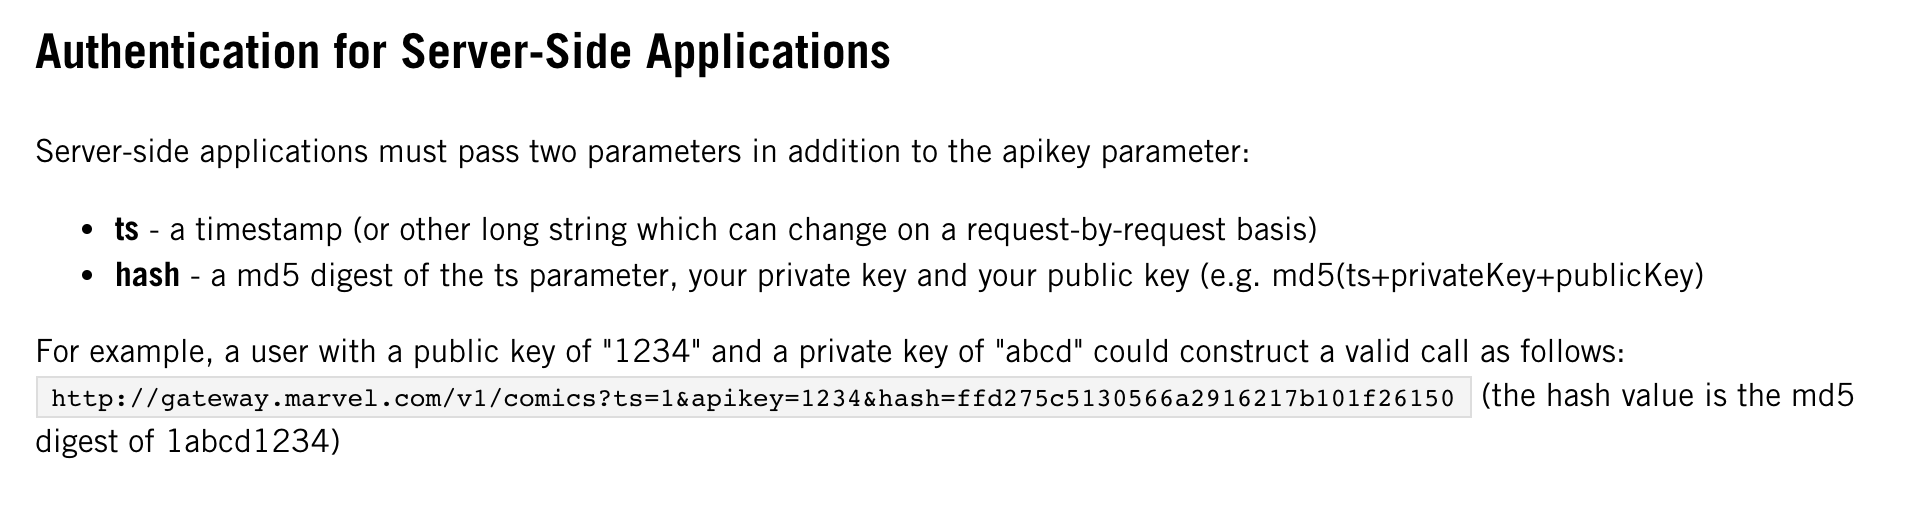 Authentication for Server-Side Applications
Server-side applications must pass two parameters in addition to the apikey parameter:
• ts - a timestamp (or other long string which can change on a request-by-request basis)
• hash - a md5 digest of the ts parameter, your private key and your public key (e.g. md5(ts+privateKey+publicKey)
For example, a user with a public key of "1234" and a private key of "abcd" could construct a valid call as follows:
http://gateway.marvel.com/v1/comics?ts=1&apikey=1234&hash=ffd275c5130566a2916217b101f26150 (the hash value is the md5
digest of 1abcd1234)